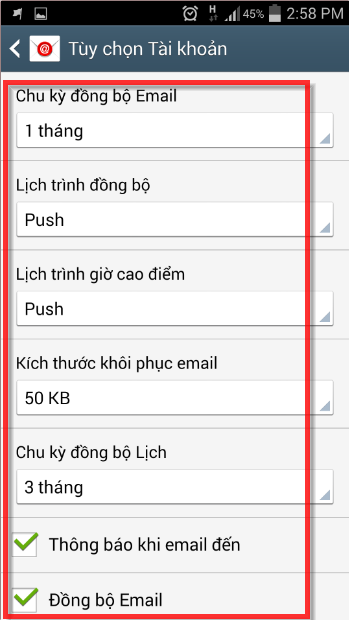 H 45% 2:58 PM
Tùy chọn Tài khoản
Chu kỳ đồng bộ Email
1 tháng
Lịch trình đồng bộ
Push
Lịch trình giờ cao điểm
Push
Kích thước khôi phục email
50 KB
Chu kỳ đồng bộ Lịch
3 tháng
Thông báo khi email đến
Đồng bộ Email